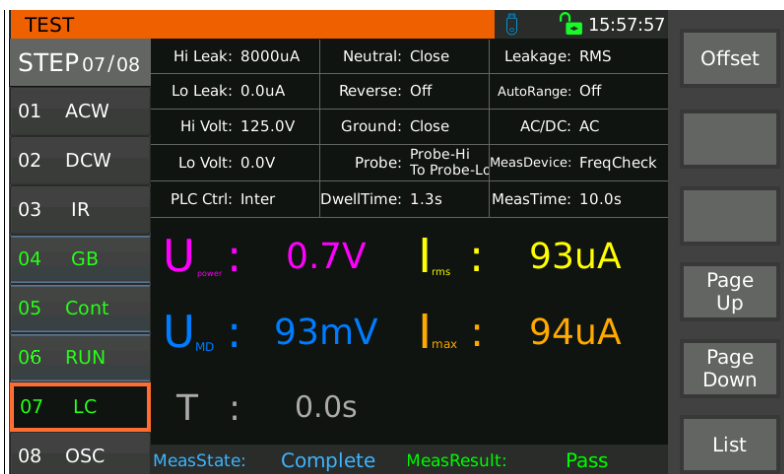 TEST 15:57:57
STEP 07/08
01 ACW
02 DCW
03 IR
04 GB
05 Cont
06 RUN
07 LC
08 OSC
Hi Leak: 8000uA Neutral: Close Leakage: RMS
Lo Leak: 0.0uA Reverse: Off AutoRange: Off
Hi Volt: 125.0V Ground: Close AC/DC: AC
Lo Volt: 0.0V Probe: Probe-Hi To Probe-Lo MeasDevice: FreqCheck
PLC Ctrl: Inter DwellTime: 1.3s MeasTime: 10.0s
Upower : 0.7V Irms : 93uA
UMD : 93mV Imax : 94uA
T : 0.0s
MeasState: Complete MeasResult: Pass
Offset
Page
Up
Page
Down
List